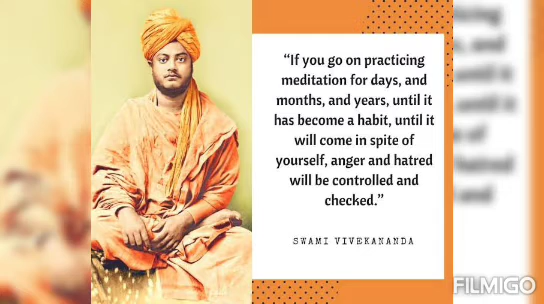 “If you go on practicing
meditation for days, and
months, and years, until it
has become a habit, until it
will come in spite of
yourself, anger and hatred
will be controlled and
checked.”
SWAMI VIVEKANANDA
FILMIGO